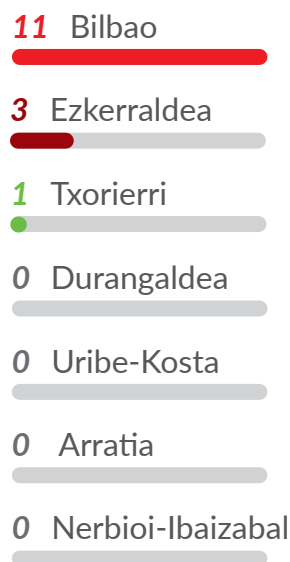 11 Bilbao
3 Ezkerraldea
1 Txorierri
0 Durangaldea
0 Uribe-Kosta
0 Arratia
0 Nerbioi-Ibaizabal